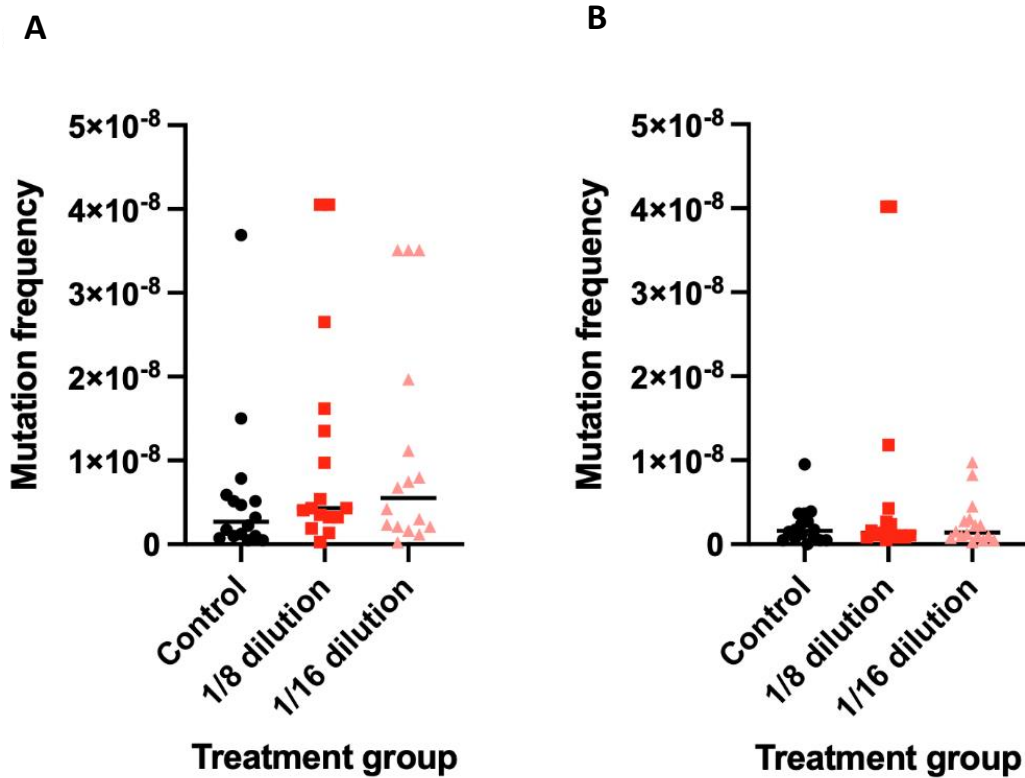 A
Mutation frequency
5×10⁻⁸
4×10⁻⁸
3×10⁻⁸
2×10⁻⁸
1×10⁻⁸
0
Control
1/8 dilution
1/16 dilution
Treatment group
B
Mutation frequency
5×10⁻⁸
4×10⁻⁸
3×10⁻⁸
2×10⁻⁸
1×10⁻⁸
0
Control
1/8 dilution
1/16 dilution
Treatment group